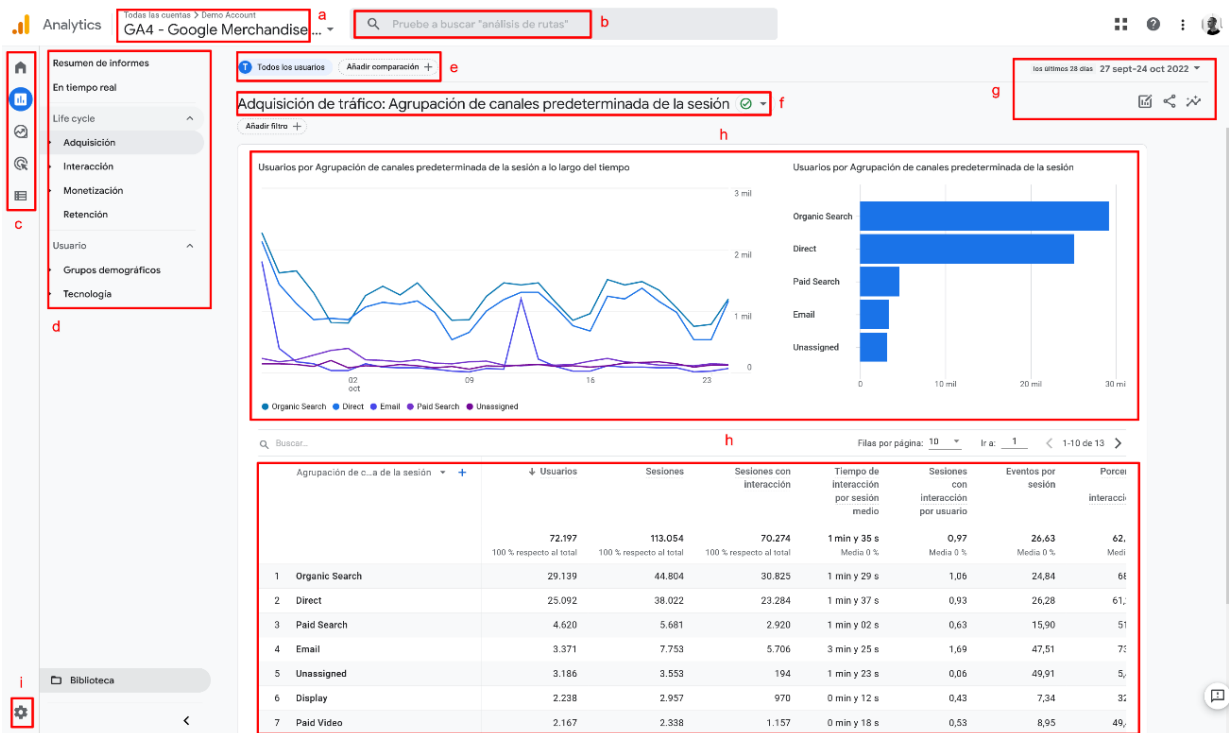 Analytics
Todas las cuentas > Demo Account
GA4 - Google Merchandise ...
a
Pruebe a buscar "análisis de rutas"
b
Resumen de informes
En tiempo real
Life cycle
Adquisición
Interacción
Monetización
Retención
Usuario
Grupos demográficos
Tecnología
c
d
Biblioteca
i
T Todos los usuarios
Añadir comparación +
e
los últimos 28 días 27 sept-24 oct 2022
g
Adquisición de tráfico: Agrupación de canales predeterminada de la sesión
f
Añadir filtro +
h
Usuarios por Agrupación de canales predeterminada de la sesión a lo largo del tiempo
3 mil
2 mil
1 mil
0
02 oct
09
16
23
Organic Search Direct Email Paid Search Unassigned
Usuarios por Agrupación de canales predeterminada de la sesión
Organic Search
Direct
Paid Search
Email
Unassigned
0 10 mil 20 mil 30 mi
Buscar...
h
Filas por página: 10 Ir a: 1 < 1-10 de 13 >
Agrupación de c...a de la sesión + ↓ Usuarios Sesiones Sesiones con interacción Tiempo de interacción por sesión medio Sesiones con interacción por usuario Eventos por sesión Porcer interacci
72.197 113.054 70.274 1 min y 35 s 0,97 26,63 62,
100 % respecto al total 100 % respecto al total 100 % respecto al total Media 0 % Media 0 % Media 0 % Medi
1 Organic Search 29.139 44.804 30.825 1 min y 29 s 1,06 24,84
2 Direct 25.092 38.022 23.284 1 min y 37 s 0,93 26,28 61,
3 Paid Search 4.620 5.681 2.920 1 min y 02 s 0,63 15,90 51
4 Email 3.371 7.753 5.706 3 min y 25 s 1,69 47,51
5 Unassigned 3.186 3.553 194 1 min y 23 s 0,06 49,91 5,
6 Display 2.238 2.957 970 0 min y 12 s 0,43 7,34 32
7 Paid Video 2.167 2.338 1.157 0 min y 18 s 0,53 8,95 49,